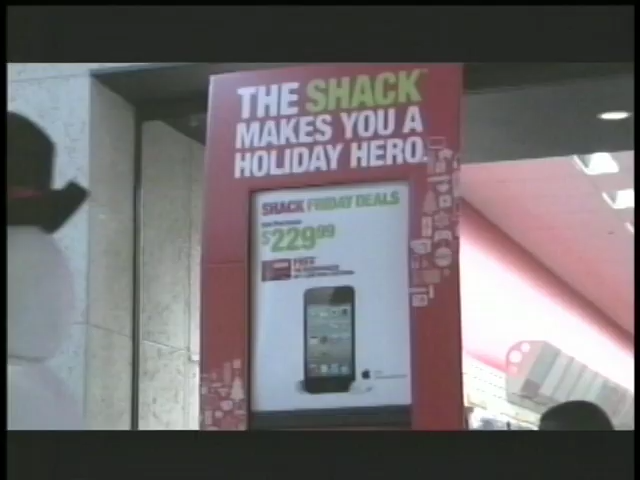 THE SHACK
MAKES YOU A
HOLIDAY HERO.
SHACK FRIDAY DEALS
$229.99
FREE